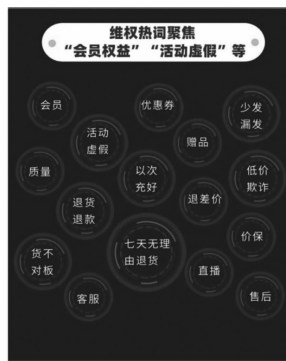 维权热词聚焦
“会员权益”“活动虚假”等
会员
优惠券
少发
漏发
活动
虚假
赠品
质量
以次
充好
低价
欺诈
退货
退款
退差价
七天无理
由退货
价保
货不
对板
直播
客服
售后